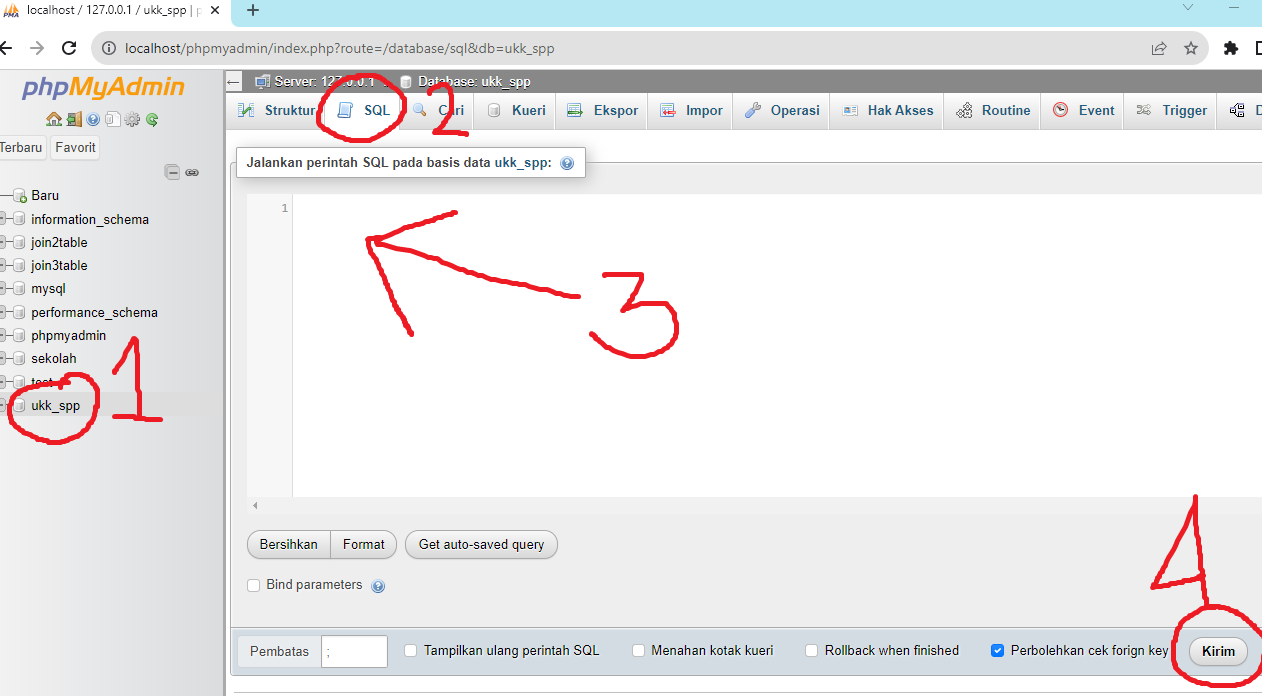 localhost / 127.0.0.1 / ukk_spp | p
localhost/phpmyadmin/index.php?route=/database/sql&db=ukk_spp
phpMyAdmin
Terbaru Favorit
Server: 127.0.0.1 Database: ukk_spp
Struktur SQL Cari Kueri Ekspor Impor Operasi Hak Akses Routine Event Trigger D
2
Jalankan perintah SQL pada basis data ukk_spp:
1
Baru
information_schema
join2table
join3table
mysql
performance_schema
phpmyadmin
sekolah
test
ukk_spp
1
3
Bersihkan Format Get auto-saved query
Bind parameters
4
Pembatas ; Tampilkan ulang perintah SQL Menahan kotak kueri Rollback when finished Perbolehkan cek forign key Kirim